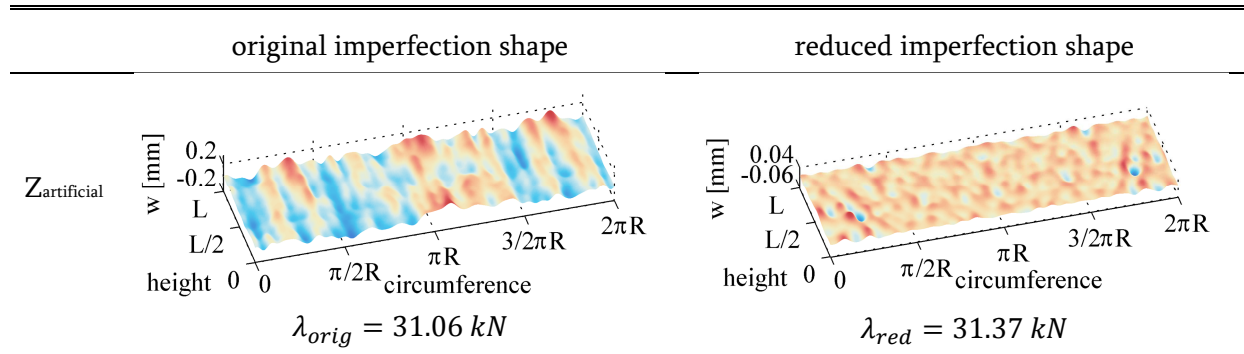 original imperfection shape
reduced imperfection shape
Zartificial
w [mm]
0.2
-0.2
L
L/2
0
height
0
π/2R
πR
3/2πR
2πR
circumference
λorig = 31.06 kN
w [mm]
0.04
-0.06
L
L/2
0
height
0
π/2R
πR
3/2πR
2πR
circumference
λred = 31.37 kN